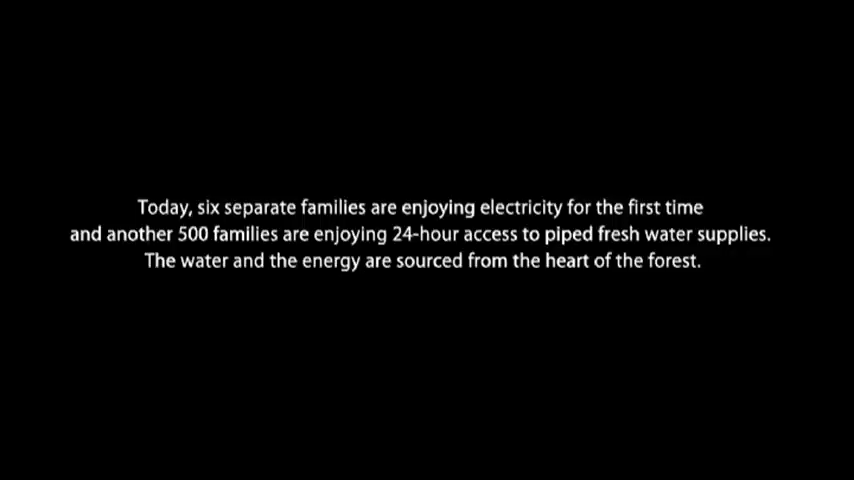 Today, six separate families are enjoying electricity for the first time
and another 500 families are enjoying 24-hour access to piped fresh water supplies.
The water and the energy are sourced from the heart of the forest.